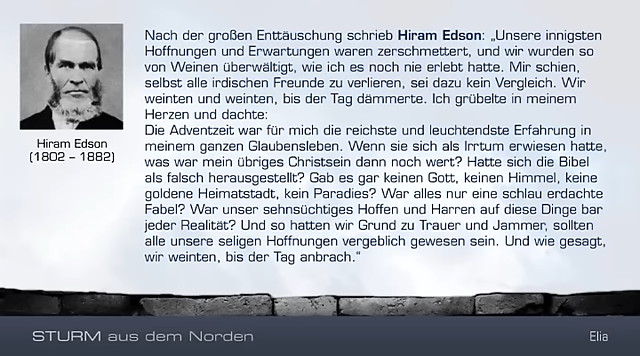 Nach der großen Enttäuschung schrieb Hiram Edson: „Unsere innigsten
Hoffnungen und Erwartungen waren zerschmettert, und wir wurden so
von Weinen überwältigt, wie ich es noch nie erlebt hatte. Mir schien,
selbst alle irdischen Freunde zu verlieren, sei dazu kein Vergleich. Wir
weinten und weinten, bis der Tag dämmerte. Ich grübelte in meinem
Herzen und dachte:
Die Adventzeit war für mich die reichste und leuchtendste Erfahrung in
meinem ganzen Glaubensleben. Wenn sie sich als Irrtum erwiesen hatte,
was war mein übriges Christsein dann noch wert? Hatte sich die Bibel
als falsch herausgestellt? Gab es gar keinen Gott, keinen Himmel, keine
goldene Heimatstadt, kein Paradies? War alles nur eine schlau erdachte
Fabel? War unser sehnsüchtiges Hoffen und Harren auf diese Dinge bar
jeder Realität? Und so hatten wir Grund zu Trauer und Jammer, sollten
alle unsere seligen Hoffnungen vergeblich gewesen sein. Und wie gesagt,
wir weinten, bis der Tag anbrach.“
Hiram Edson
(1802 – 1882)
STURM aus dem Norden
Elia